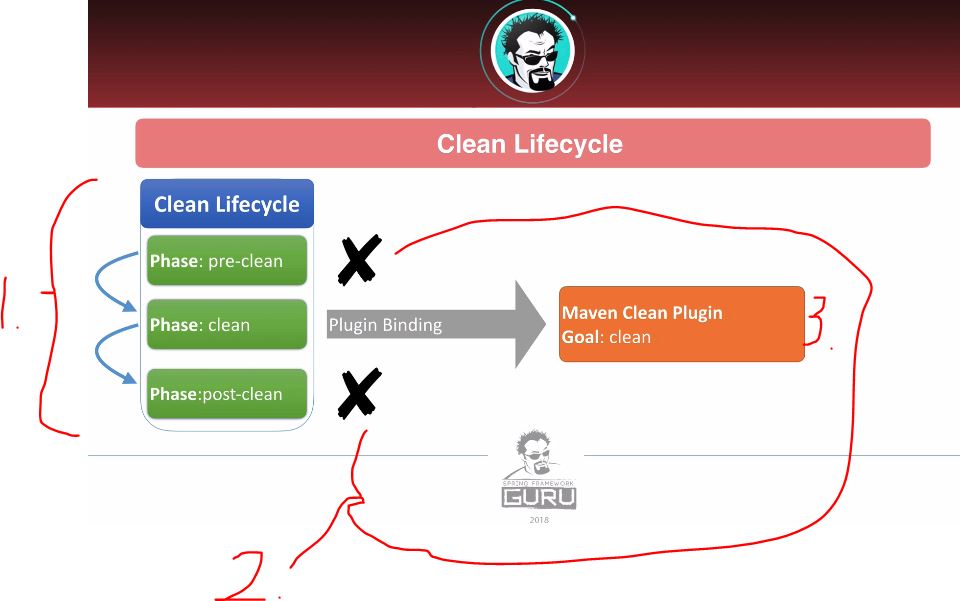 Clean Lifecycle
Clean Lifecycle
Phase: pre-clean
Phase: clean
Phase:post-clean
Plugin Binding
Maven Clean Plugin
Goal: clean
1.
2.
3.
SPRING FRAMEWORK
GURU
2018